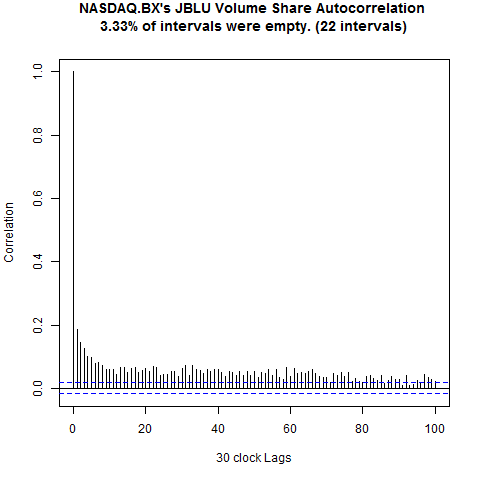 NASDAQ.BX's JBLU Volume Share Autocorrelation
3.33% of intervals were empty. (22 intervals)
Correlation
1.0
0.8
0.6
0.4
0.2
0.0
0 20 40 60 80 100
30 clock Lags